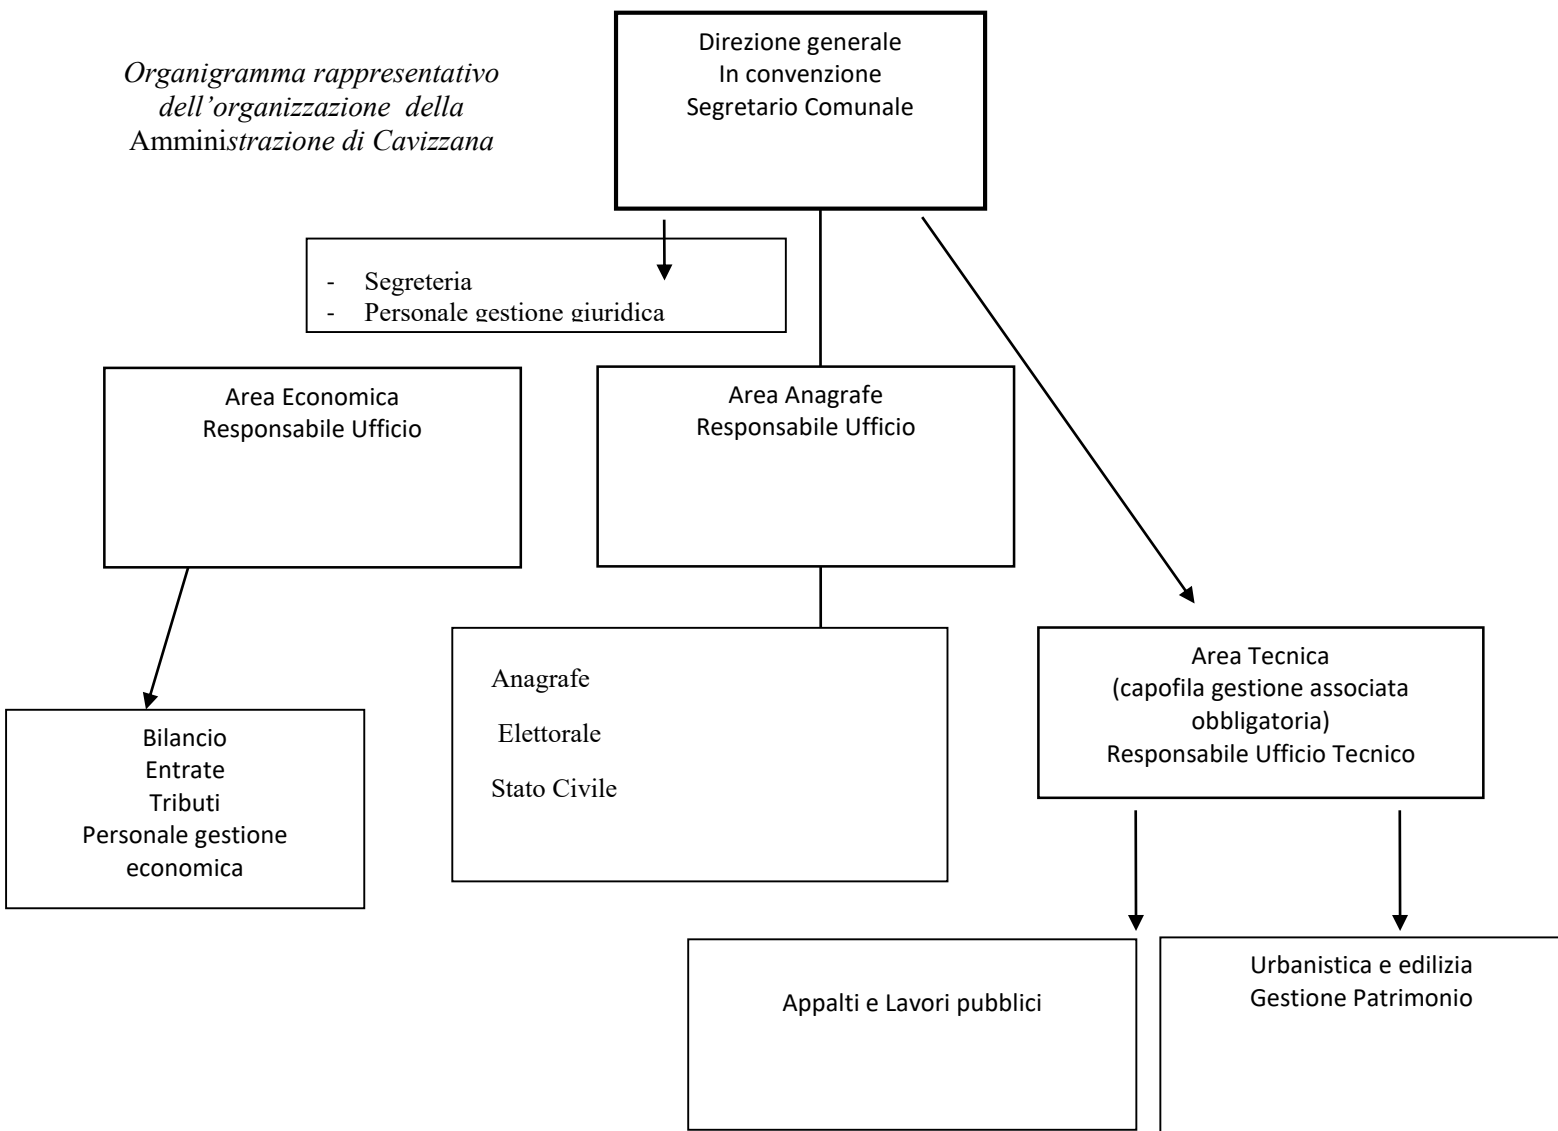 Organigramma rappresentativo
dell’organizzazione della
Amministrazione di Cavizzana
Direzione generale
In convenzione
Segretario Comunale
- Segreteria
- Personale gestione giuridica
Area Economica
Responsabile Ufficio
Area Anagrafe
Responsabile Ufficio
Anagrafe
Elettorale
Stato Civile
Area Tecnica
(capofila gestione associata
obbligatoria)
Responsabile Ufficio Tecnico
Bilancio
Entrate
Tributi
Personale gestione
economica
Appalti e Lavori pubblici
Urbanistica e edilizia
Gestione Patrimonio